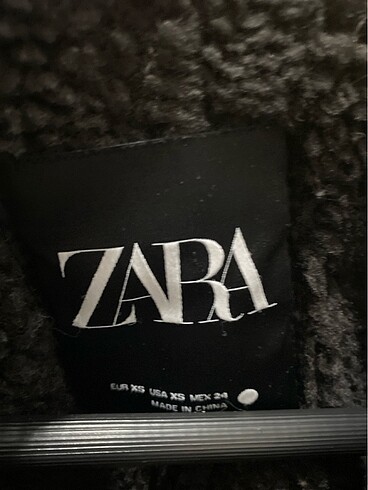 ZARA
EUR XS USA XS MEX 24
MADE IN CHINA